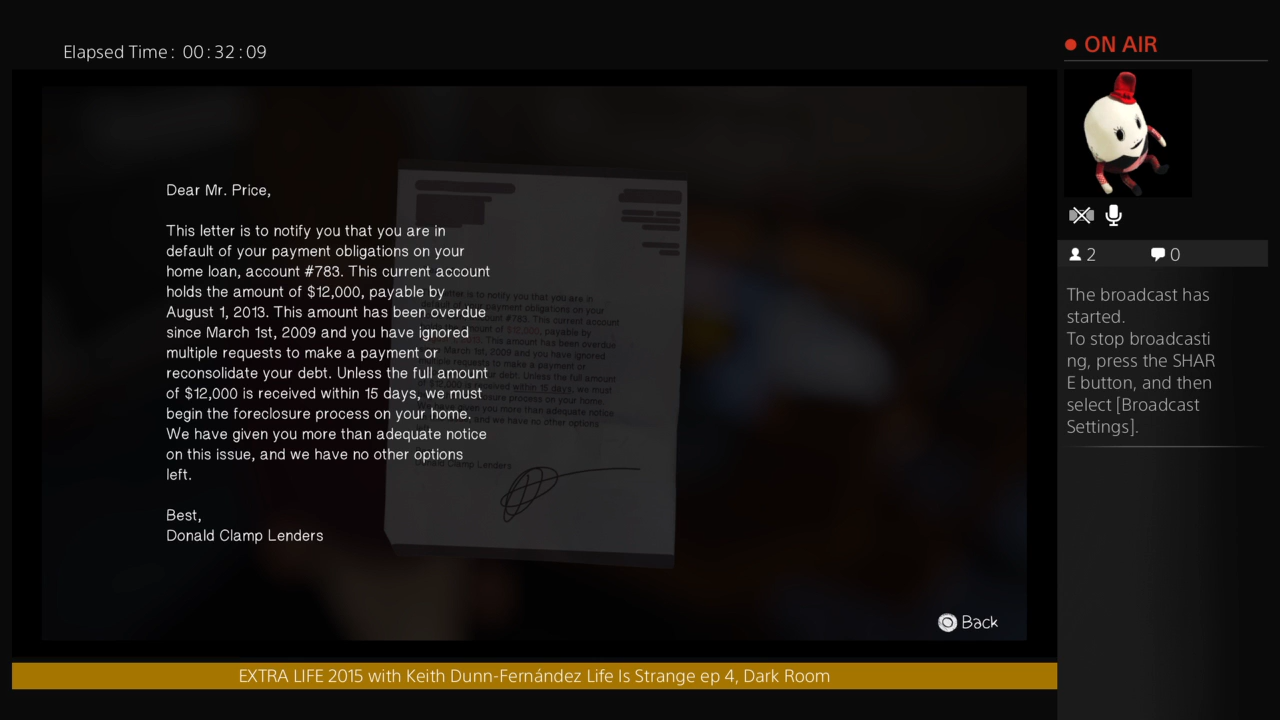 Elapsed Time: 00:32:09
ON AIR
Dear Mr. Price,
This letter is to notify you that you are in
default of your payment obligations on your
home loan, account #783. This current account
holds the amount of $12,000, payable by
August 1, 2013. This amount has been overdue
since March 1st, 2009 and you have ignored
multiple requests to make a payment or
reconsolidate your debt. Unless the full amount
of $12,000 is received within 15 days, we must
begin the foreclosure process on your home.
We have given you more than adequate notice
on this issue, and we have no other options
left.
Best,
Donald Clamp Lenders
Back
2
0
The broadcast has
started.
To stop broadcasti
ng, press the SHAR
E button, and then
select [Broadcast
Settings].
EXTRA LIFE 2015 with Keith Dunn-Fernández Life Is Strange ep 4, Dark Room